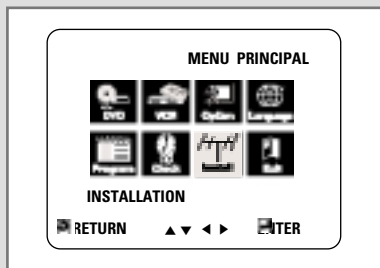 MENU PRINCIPAL
DVD VCR Option Language
Program Clock Exit
INSTALLATION
RETURN ▲ ▼ ◄ ► ENTER